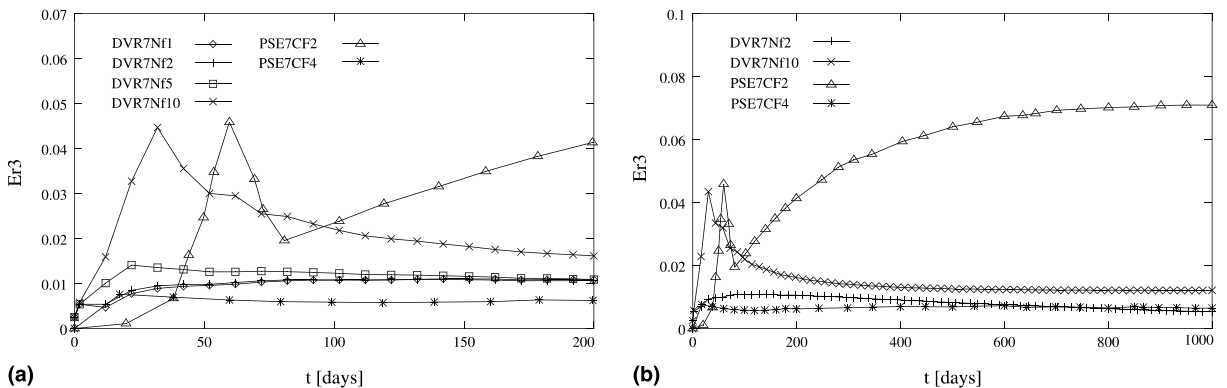 0.07
0.06
0.05
0.04
0.03
0.02
0.01
0
Er3
DVR7Nf1
DVR7Nf2
DVR7Nf5
DVR7Nf10
PSE7CF2
PSE7CF4
0 50 100 150 200
t [days]
(a)
0.1
0.08
0.06
0.04
0.02
0
Er3
DVR7Nf2
DVR7Nf10
PSE7CF2
PSE7CF4
0 200 400 600 800 1000
t [days]
(b)